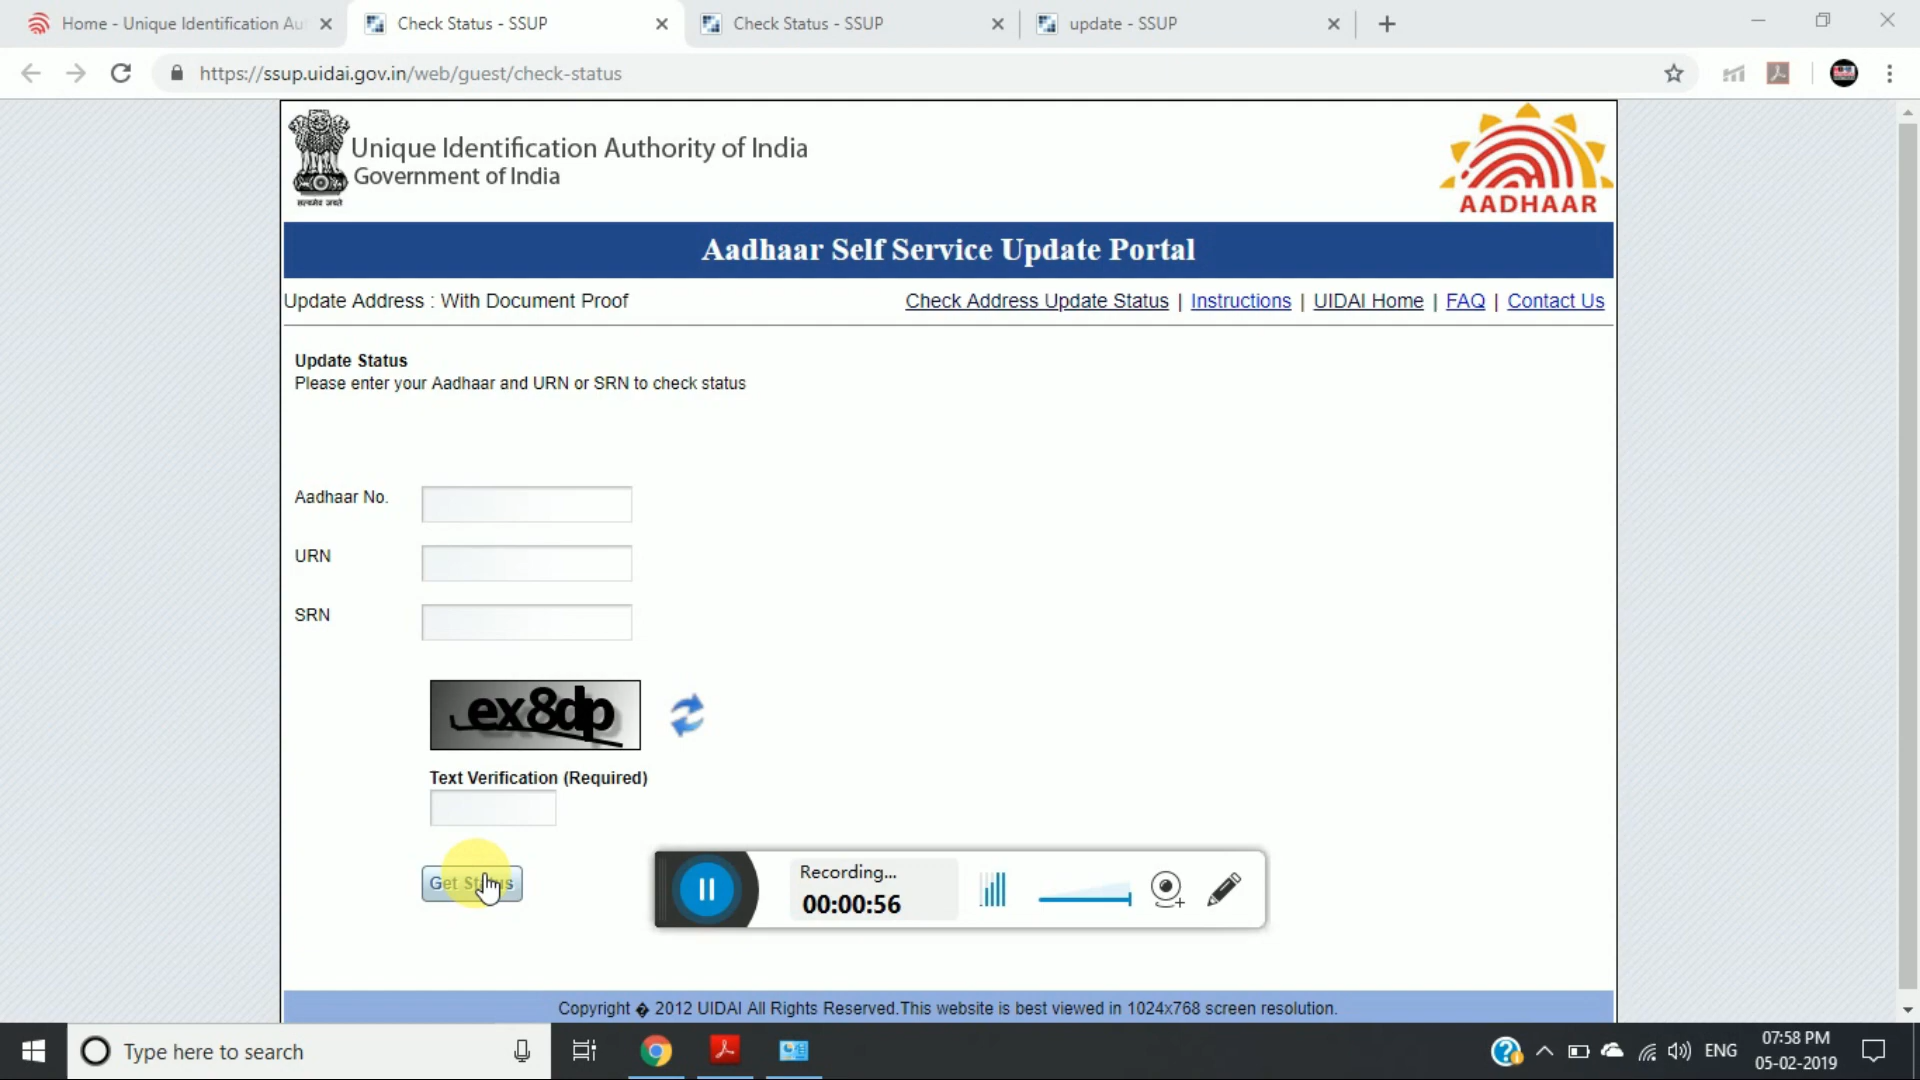 Home - Unique Identification Au
Check Status - SSUP
Check Status - SSUP
update - SSUP
https://ssup.uidai.gov.in/web/guest/check-status
Unique Identification Authority of India
Government of India
सत्यमेव जयते
AADHAAR
Aadhaar Self Service Update Portal
Update Address : With Document Proof
Check Address Update Status | Instructions | UIDAI Home | FAQ | Contact Us
Update Status
Please enter your Aadhaar and URN or SRN to check status
Aadhaar No.
URN
SRN
ex8dp
Text Verification (Required)
Get Status
Recording...
00:00:56
Copyright � 2012 UIDAI All Rights Reserved.This website is best viewed in 1024x768 screen resolution.
Type here to search
ENG
07:58 PM
05-02-2019